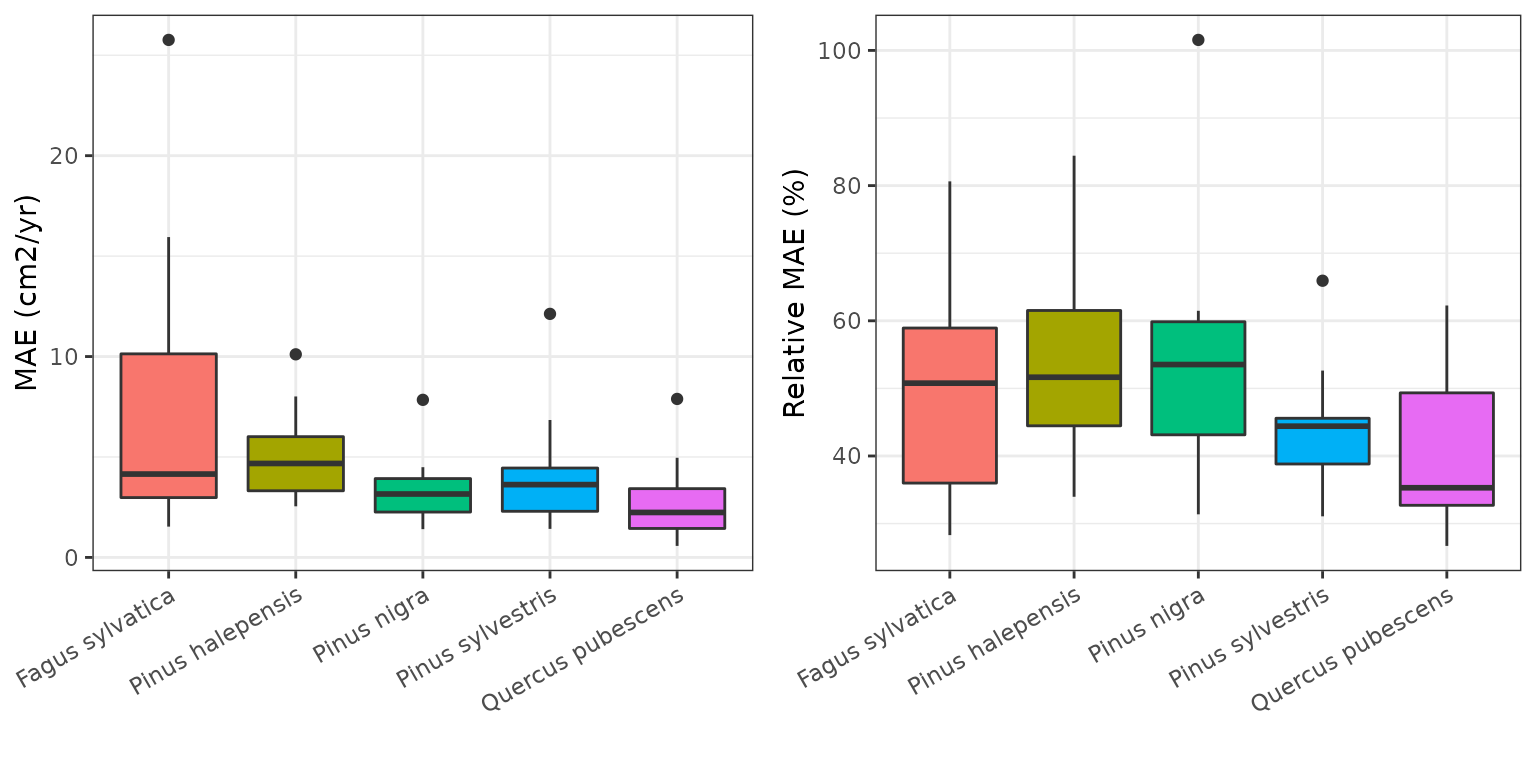 MAE (cm2/yr)
20
10
0
Fagus sylvatica
Pinus halepensis
Pinus nigra
Pinus sylvestris
Quercus pubescens
Relative MAE (%)
100
80
60
40
Fagus sylvatica
Pinus halepensis
Pinus nigra
Pinus sylvestris
Quercus pubescens